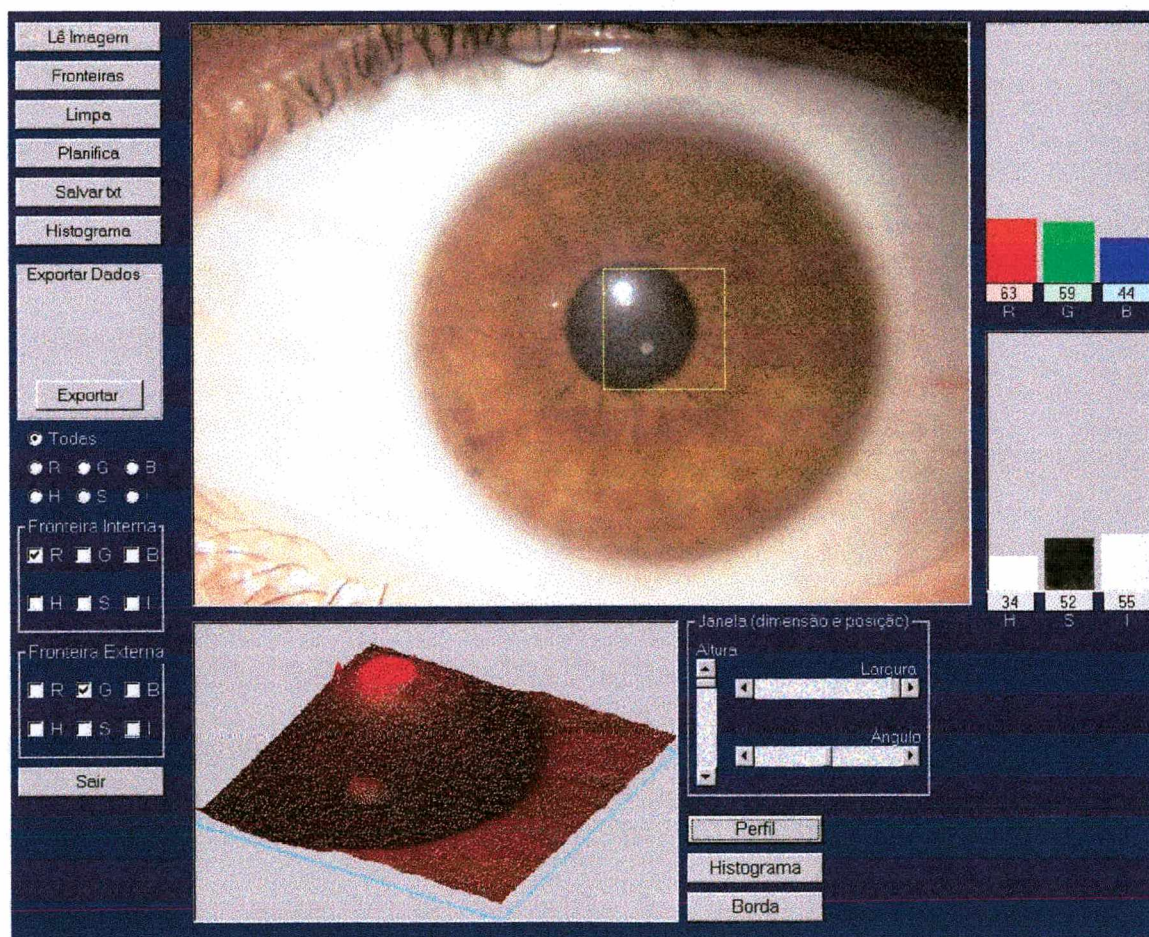 Lê Imagem
Fronteiras
Limpa
Planifica
Salvar txt
Histograma
Exportar Dados
Exportar
Todas
R G B
H S I
Fronteira Interna
R G B
H S I
Fronteira Externa
R G B
H S I
Sair
63 59 44
R G B
34 52 55
H S I
Janela (dimensão e posição)
Altura
Largura
Angulo
Perfil
Histograma
Borda